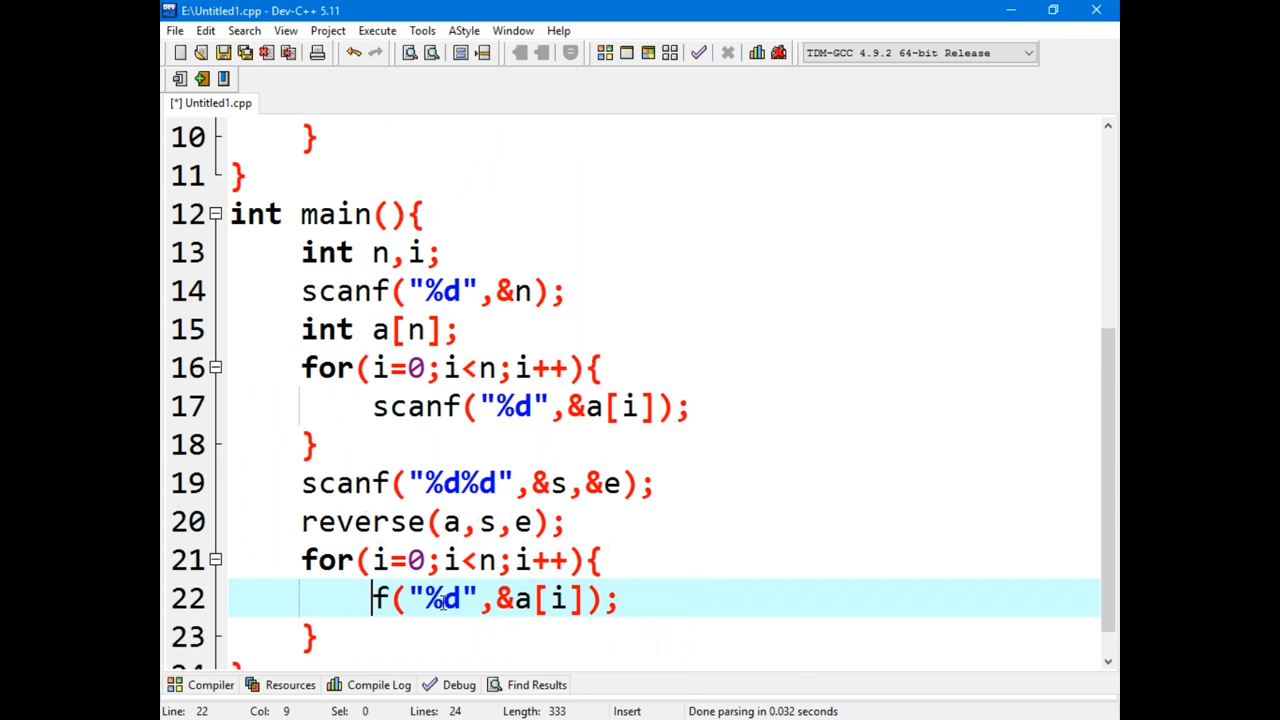 E:\Untitled1.cpp - Dev-C++ 5.11
File Edit Search View Project Execute Tools AStyle Window Help
TDM-GCC 4.9.2 64-bit Release
[*] Untitled1.cpp
10 }
11 }
12 int main(){
13 int n,i;
14 scanf("%d",&n);
15 int a[n];
16 for(i=0;i<n;i++){
17 scanf("%d",&a[i]);
18 }
19 scanf("%d%d",&s,&e);
20 reverse(a,s,e);
21 for(i=0;i<n;i++){
22 f("%d",&a[i]);
23 }
24 }
Compiler Resources Compile Log Debug Find Results
Line: 22 Col: 9 Sel: 0 Lines: 24 Length: 333 Insert Done parsing in 0.032 seconds